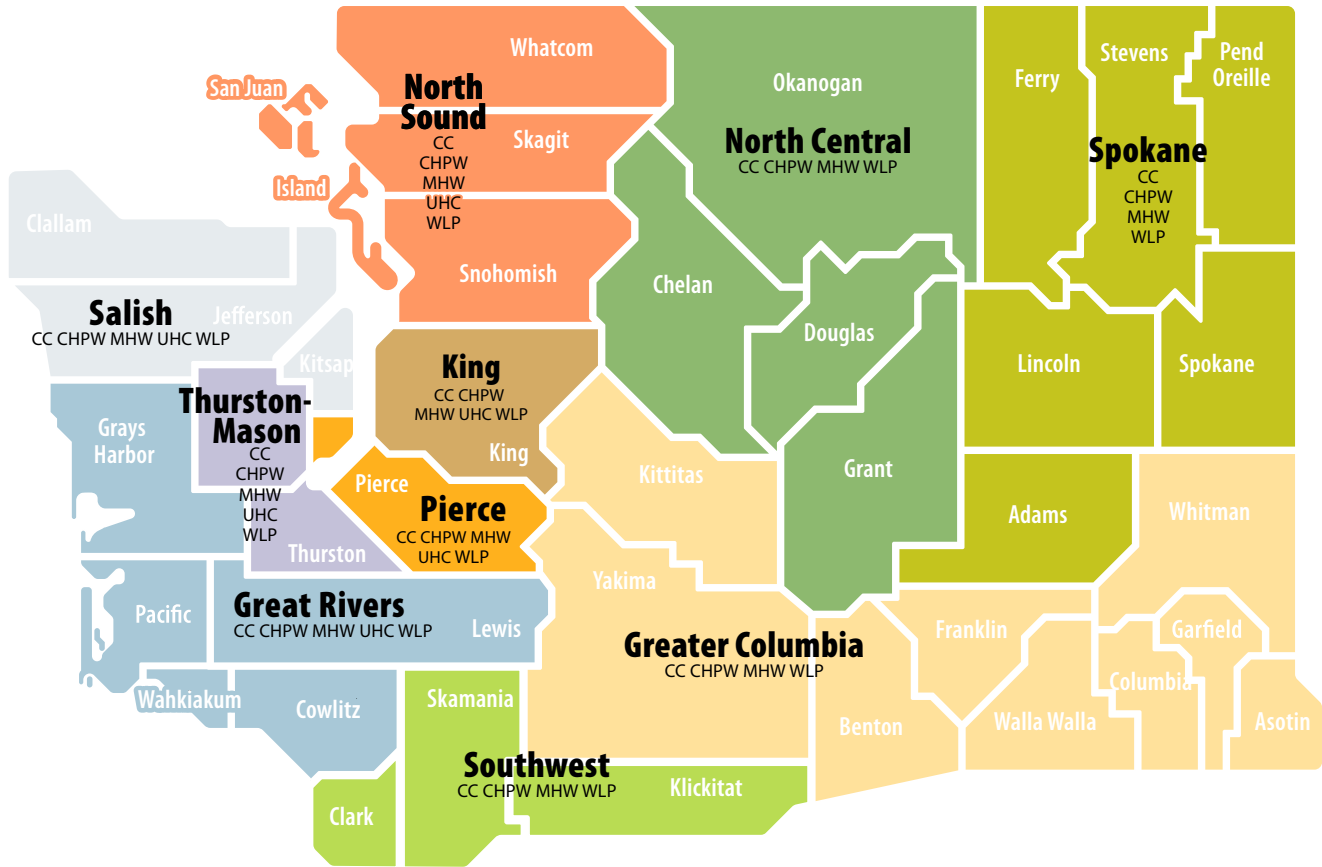 Whatcom
San Juan
North
Sound
CC
CHPW
MHW
UHC
WLP
Skagit
Island
Snohomish
Okanogan
North Central
CC CHPW MHW WLP
Chelan
Douglas
Grant
Ferry
Stevens
Pend
Oreille
Spokane
CC
CHPW
MHW
WLP
Lincoln
Spokane
Adams
Clallam
Salish
CC CHPW MHW UHC WLP
Jefferson
Kitsap
King
CC CHPW
MHW UHC WLP
King
Thurston-
Mason
CC
CHPW
MHW
UHC
WLP
Thurston
Grays
Harbor
Pierce
Pierce
CC CHPW MHW
UHC WLP
Kittitas
Yakima
Whitman
Pacific
Great Rivers
CC CHPW MHW UHC WLP
Lewis
Wahkiakum
Cowlitz
Greater Columbia
CC CHPW MHW WLP
Franklin
Garfield
Columbia
Benton
Walla Walla
Asotin
Skamania
Southwest
CC CHPW MHW WLP
Klickitat
Clark